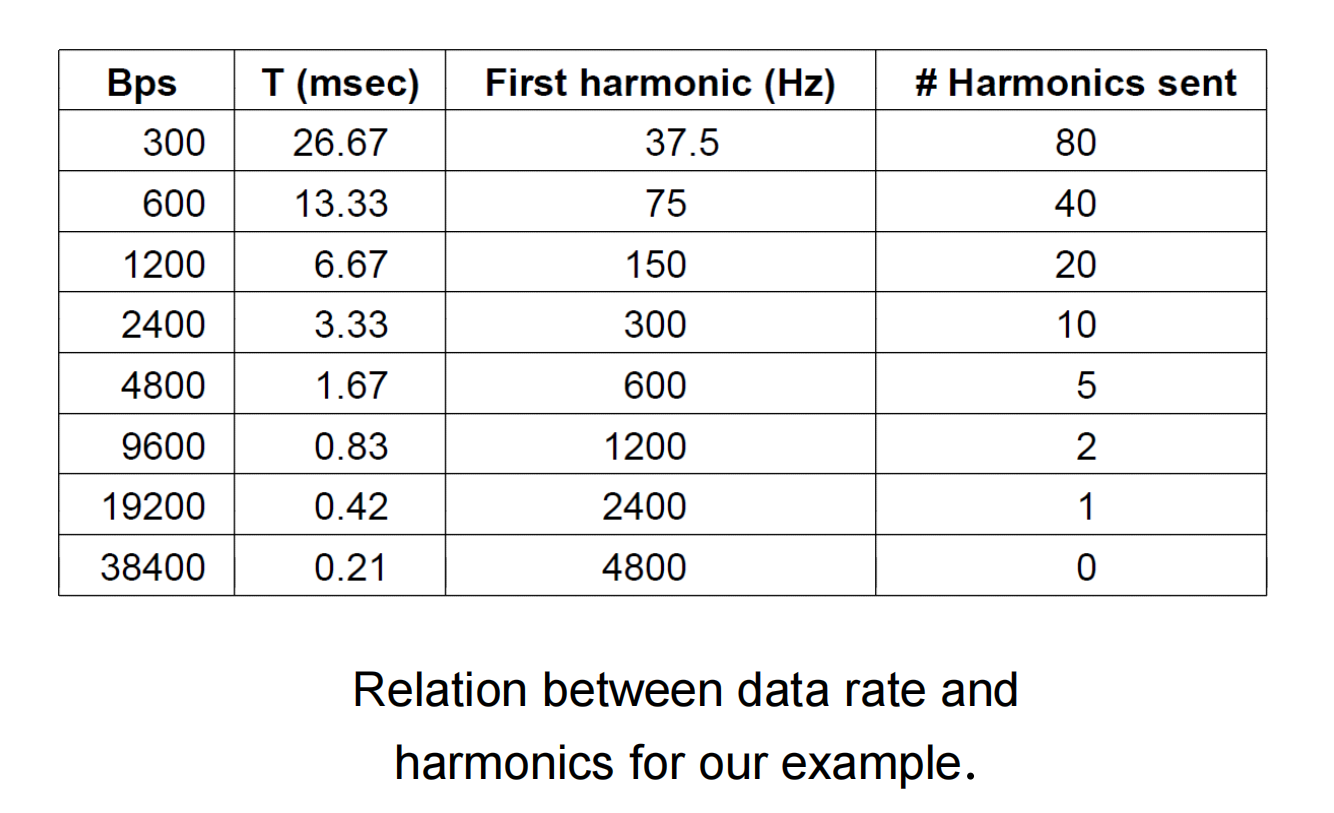 Bps T (msec) First harmonic (Hz) # Harmonics sent
300 26.67 37.5 80
600 13.33 75 40
1200 6.67 150 20
2400 3.33 300 10
4800 1.67 600 5
9600 0.83 1200 2
19200 0.42 2400 1
38400 0.21 4800 0
Relation between data rate and
harmonics for our example.